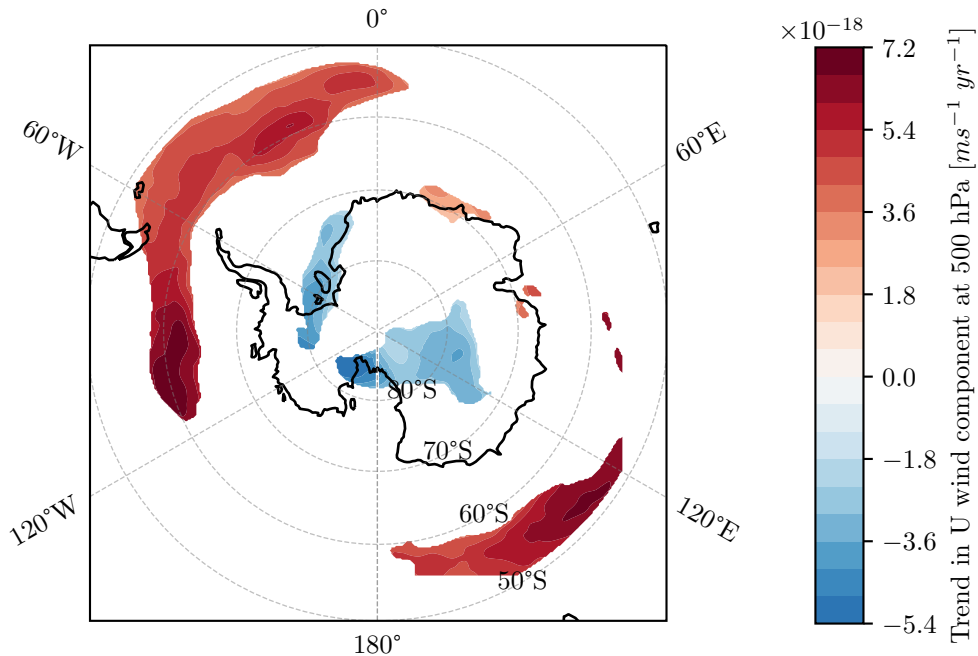 0°
60°W
60°E
120°W
120°E
180°
80°S
70°S
60°S
50°S
×10−18
7.2
5.4
3.6
1.8
0.0
−1.8
−3.6
−5.4
Trend in U wind component at 500 hPa [ms−1 yr−1]